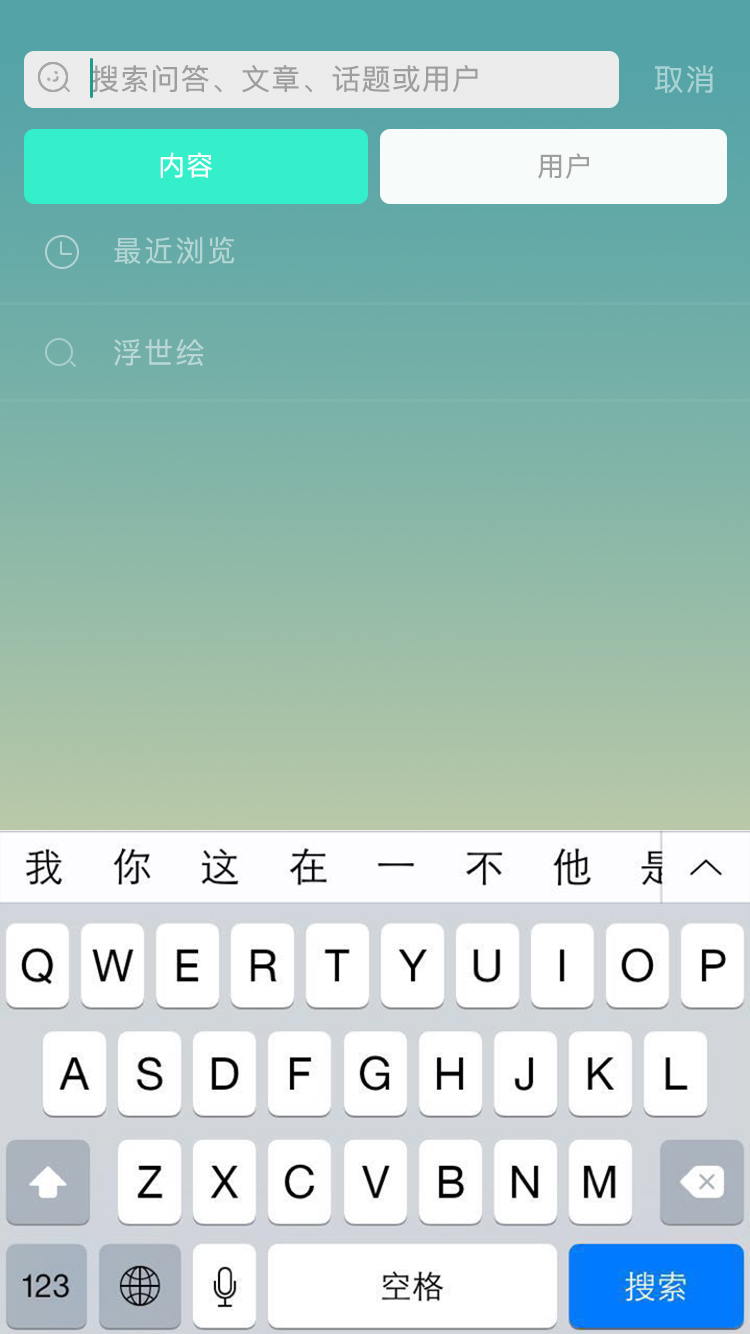 搜索问答、文章、话题或用户 取消
内容 用户
最近浏览
浮世绘
我 你 这 在 一 不 他 是
Q W E R T Y U I O P
A S D F G H J K L
Z X C V B N M
123 空格 搜索